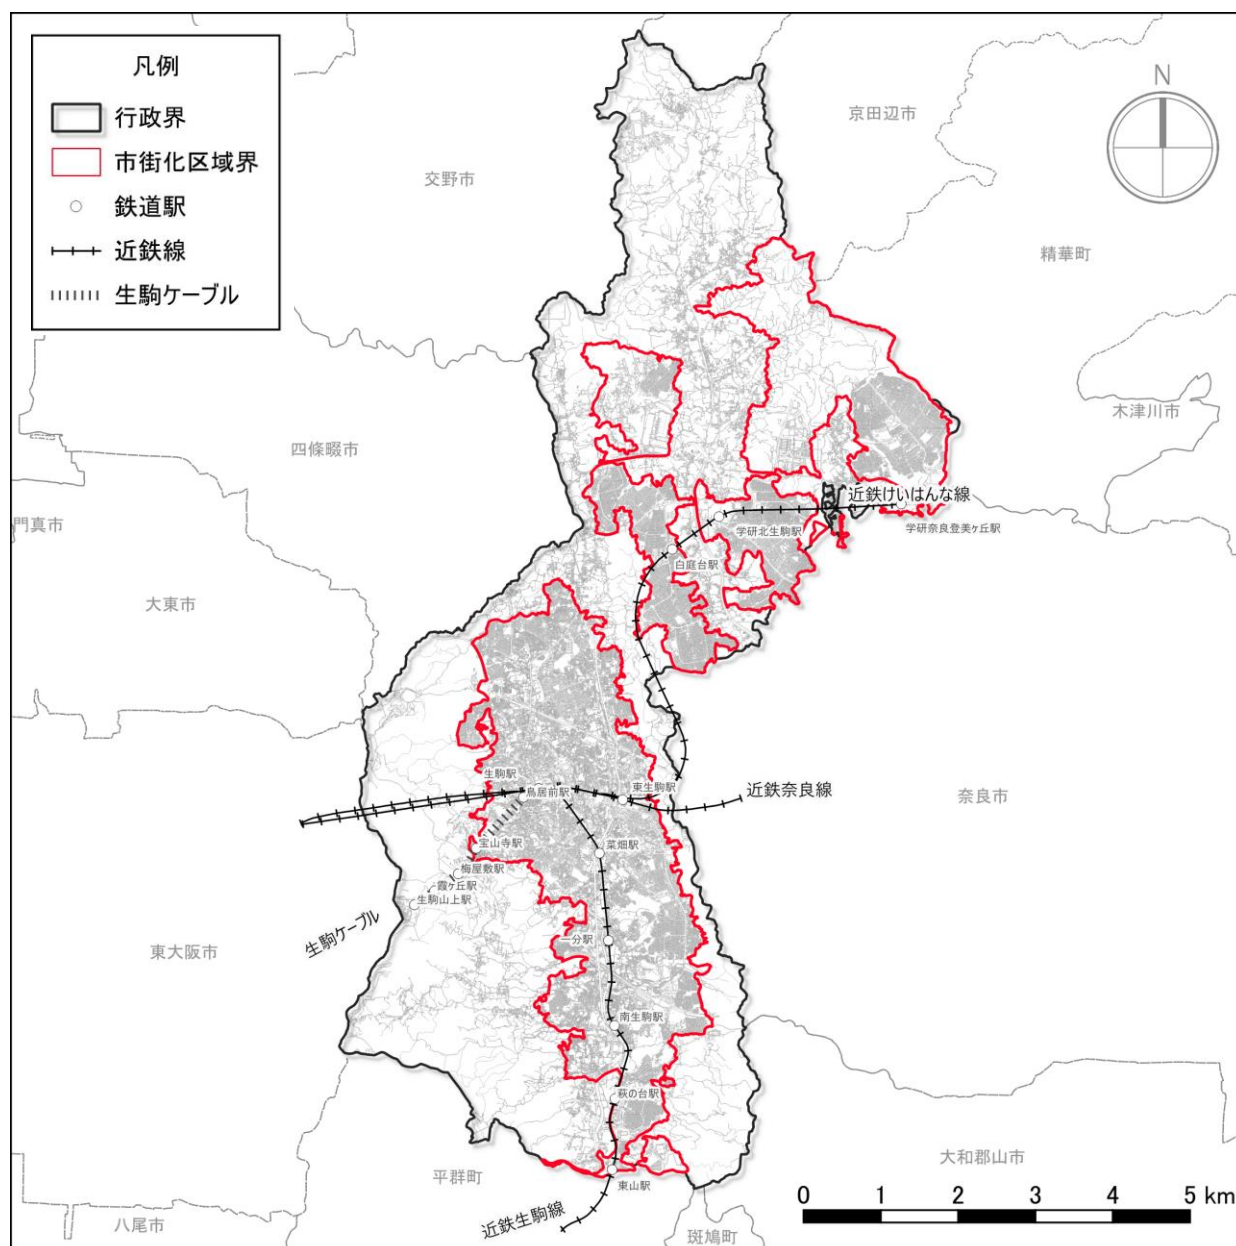 凡例
行政界
市街化区域界
鉄道駅
近鉄線
生駒ケーブル
N
京田辺市
交野市
精華町
木津川市
四條畷市
門真市
近鉄けいはんな線
学研北生駒駅
学研奈良登美ヶ丘駅
白庭台駅
大東市
生駒駅
鳥居前駅
東生駒駅
近鉄奈良線
奈良市
宝山寺駅
菜畑駅
梅屋敷駅
霞ヶ丘駅
生駒山上駅
生駒ケーブル
一分駅
東大阪市
南生駒駅
萩の台駅
東山駅
平群町
大和郡山市
近鉄生駒線
八尾市
斑鳩町
0 1 2 3 4 5 km